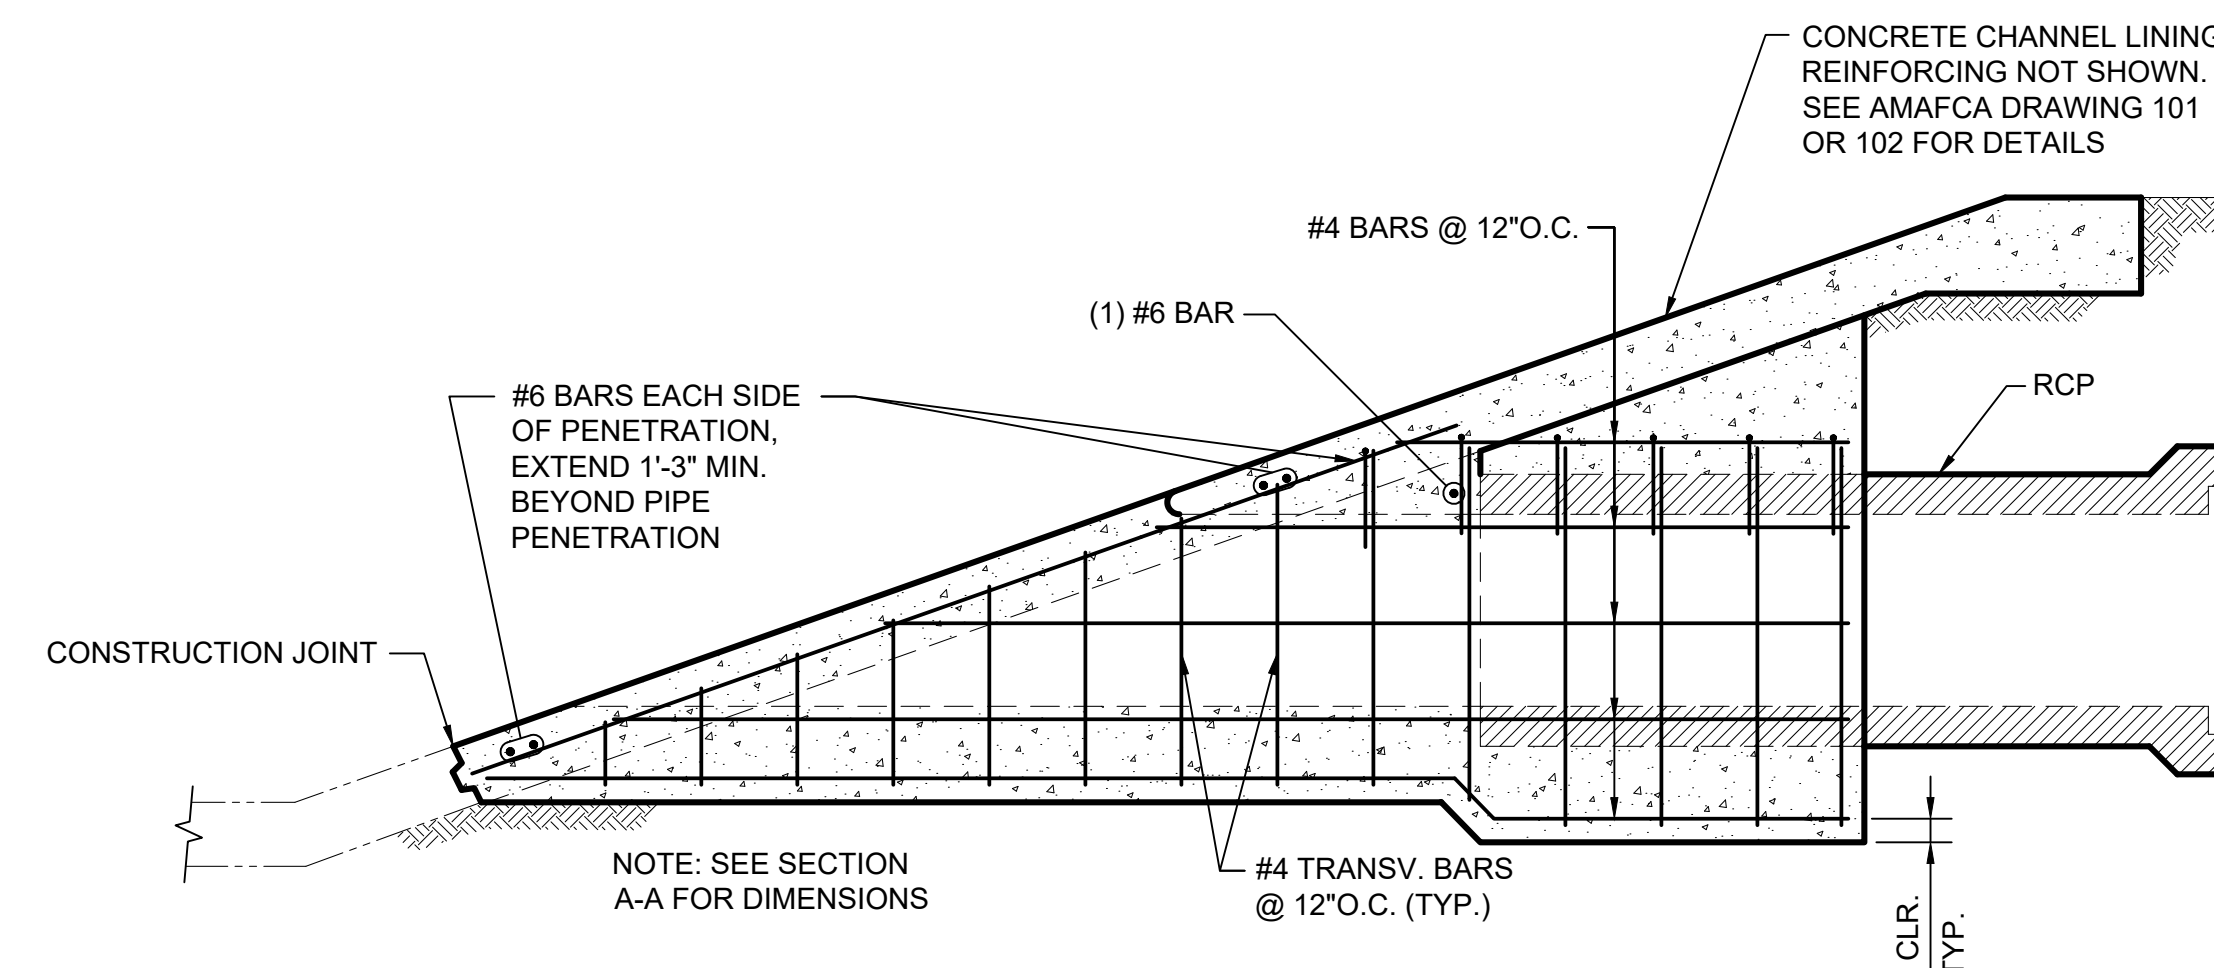 CONCRETE CHANNEL LINING
REINFORCING NOT SHOWN.
SEE AMAFCA DRAWING 101
OR 102 FOR DETAILS
#4 BARS @ 12"O.C.
(1) #6 BAR
#6 BARS EACH SIDE
OF PENETRATION,
EXTEND 1'-3" MIN.
BEYOND PIPE
PENETRATION
RCP
CONSTRUCTION JOINT
NOTE: SEE SECTION
A-A FOR DIMENSIONS
#4 TRANSV. BARS
@ 12"O.C. (TYP.)
CLR.
TYP.